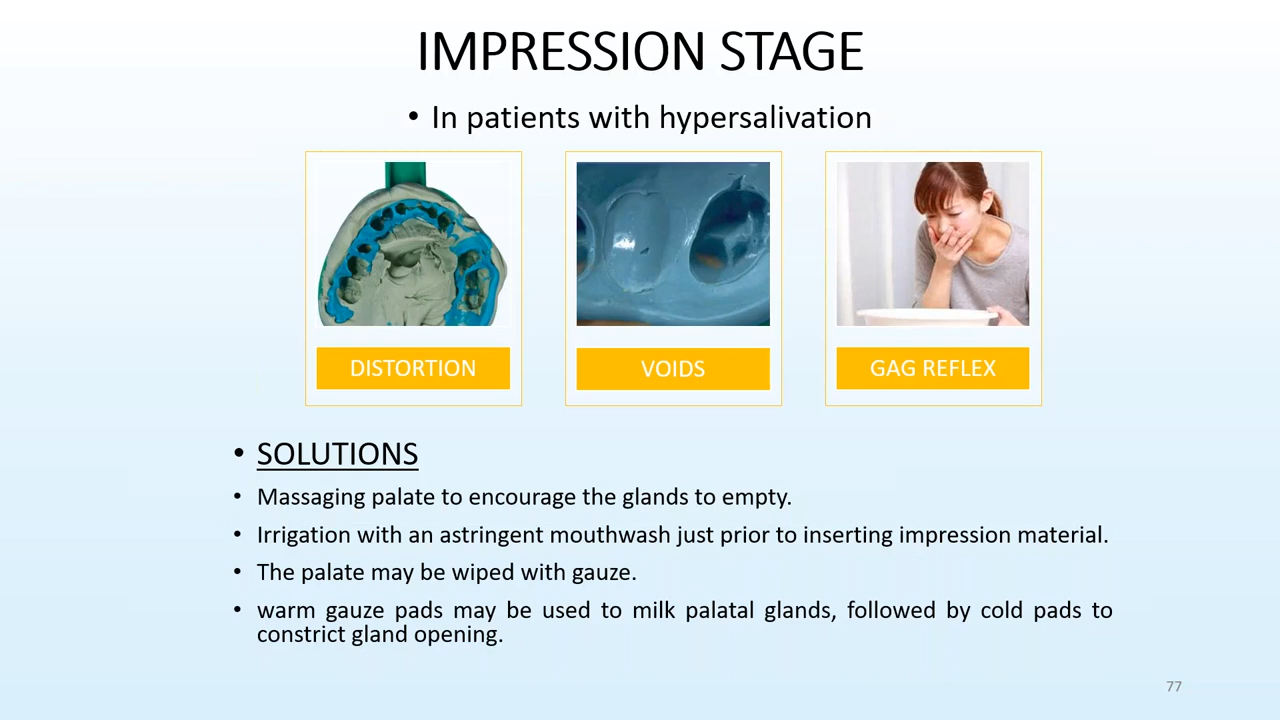 IMPRESSION STAGE
• In patients with hypersalivation
DISTORTION
VOIDS
GAG REFLEX
• SOLUTIONS
• Massaging palate to encourage the glands to empty.
• Irrigation with an astringent mouthwash just prior to inserting impression material.
• The palate may be wiped with gauze.
• warm gauze pads may be used to milk palatal glands, followed by cold pads to
constrict gland opening.
77